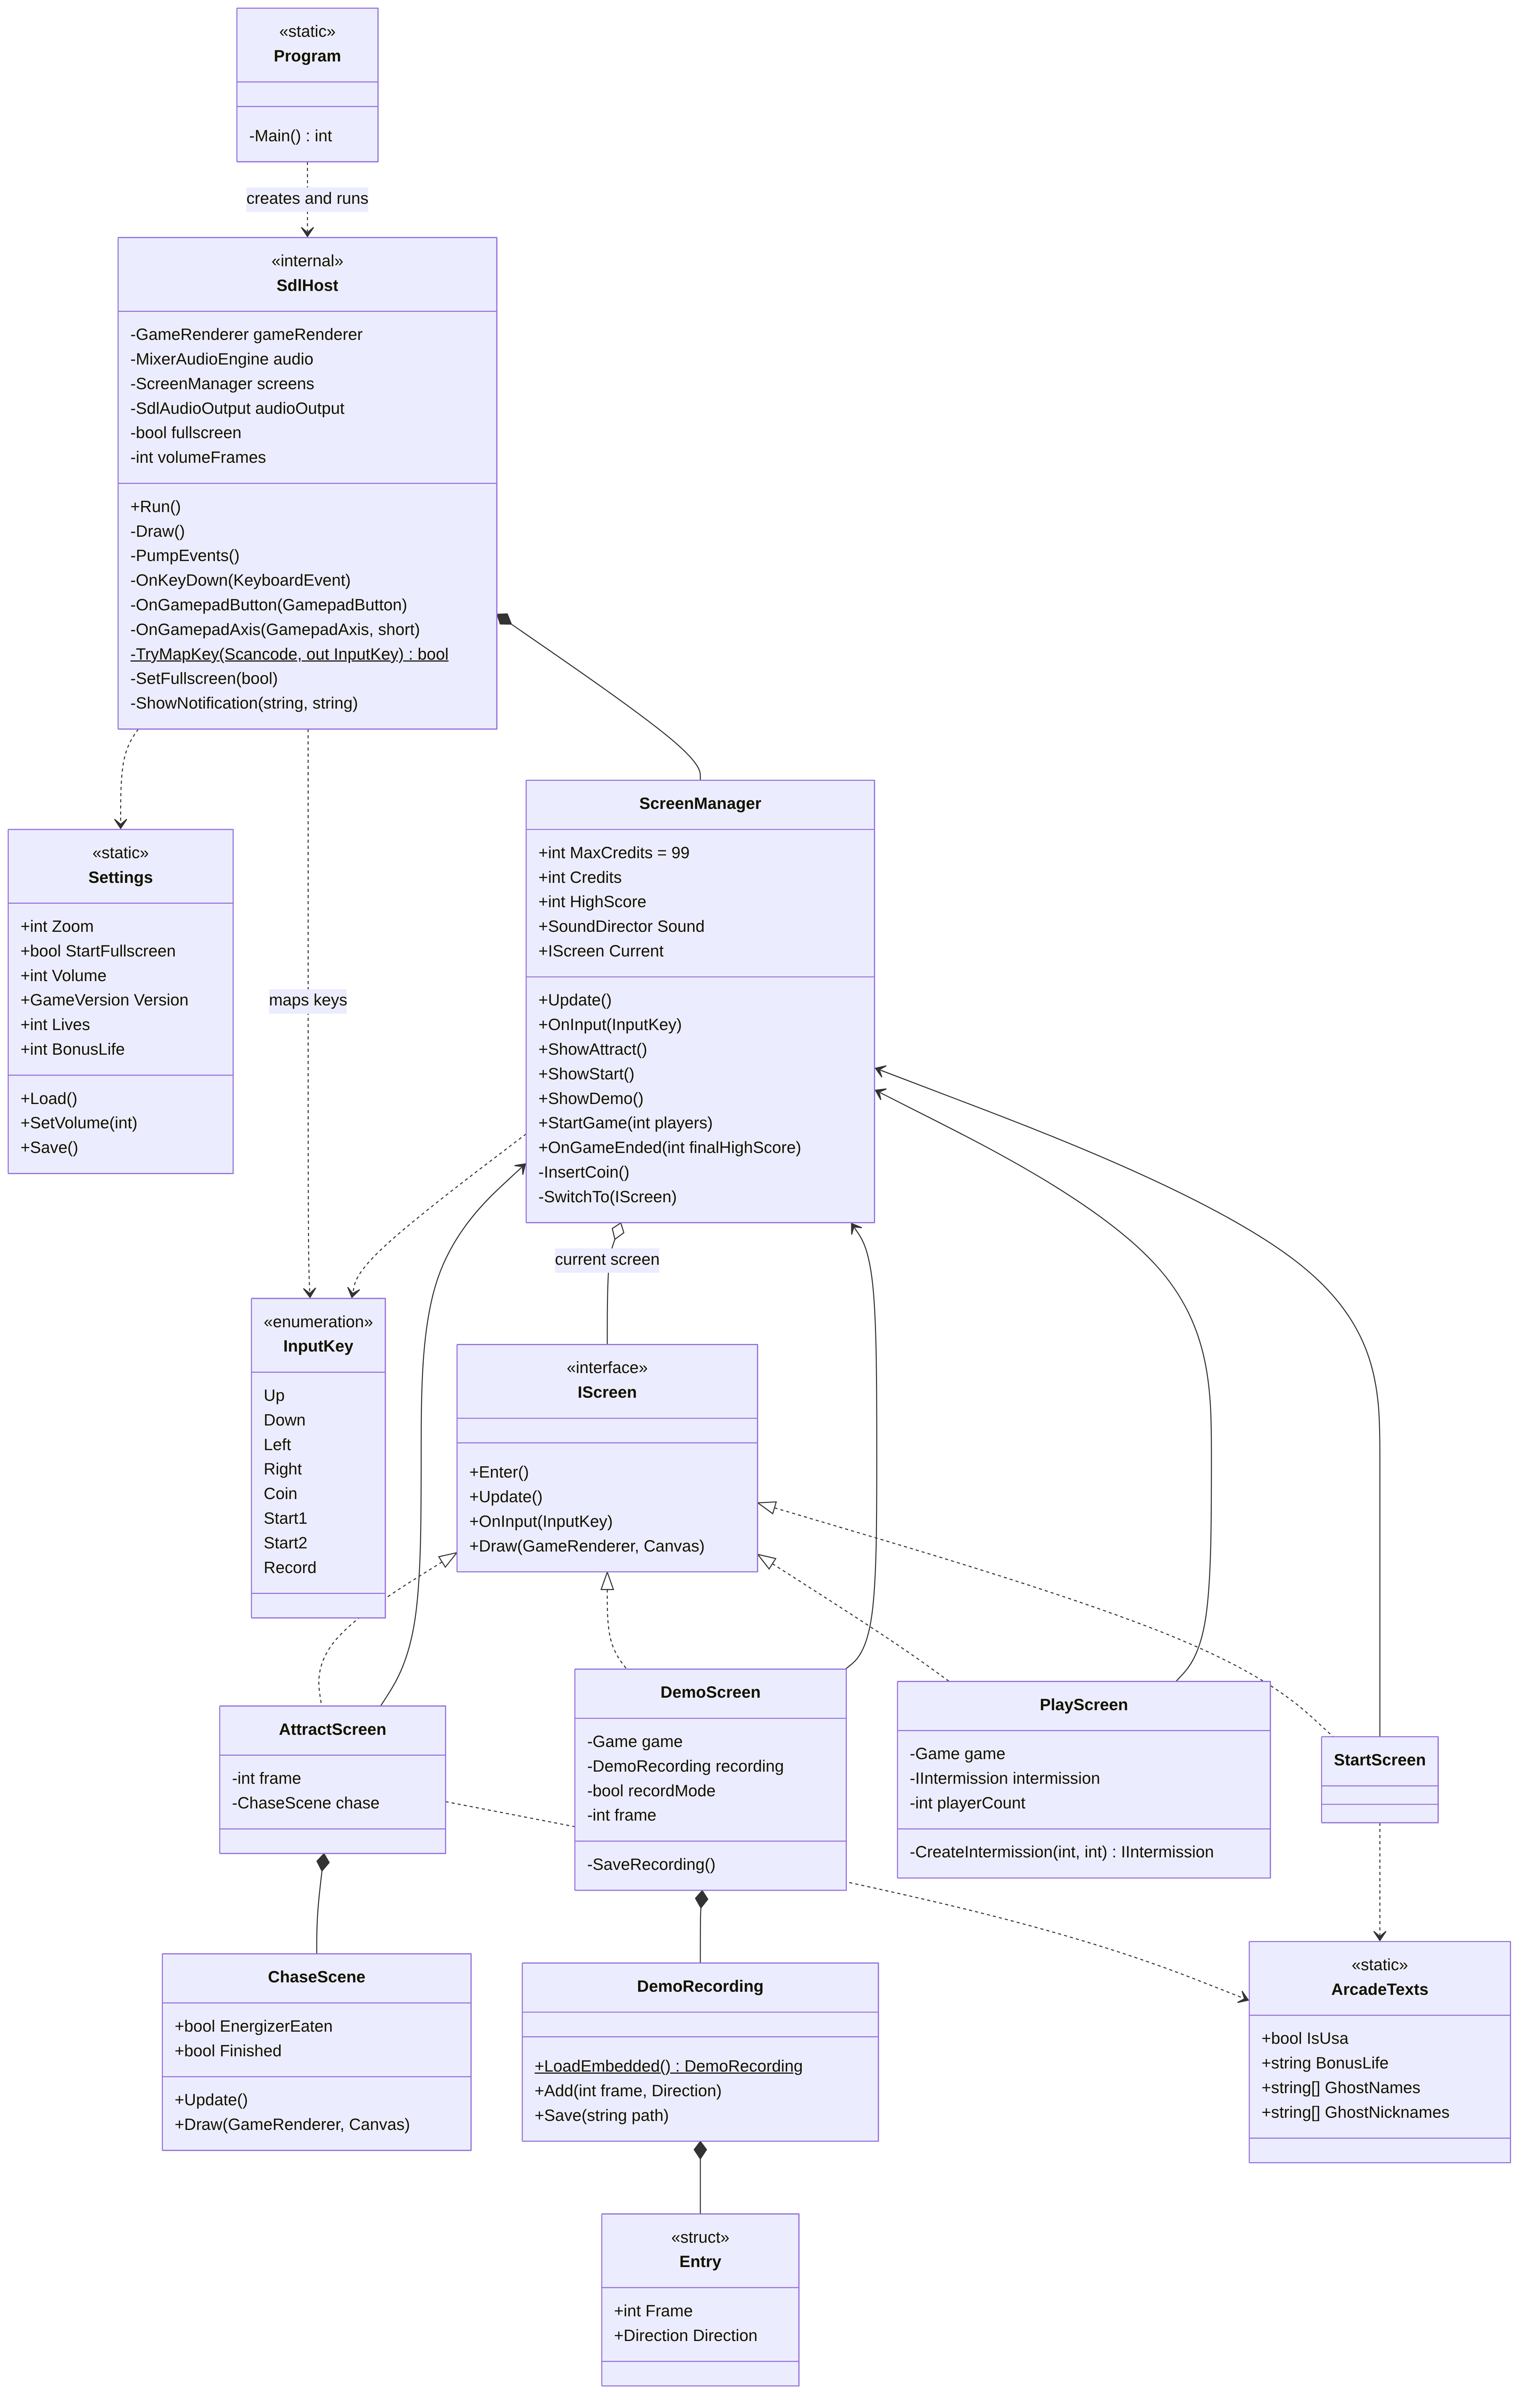 «static»
Program
-Main() : int
creates and runs
«internal»
SdlHost
-GameRenderer gameRenderer
-MixerAudioEngine audio
-ScreenManager screens
-SdlAudioOutput audioOutput
-bool fullscreen
-int volumeFrames
+Run()
-Draw()
-PumpEvents()
-OnKeyDown(KeyboardEvent)
-OnGamepadButton(GamepadButton)
-OnGamepadAxis(GamepadAxis, short)
-TryMapKey(Scancode, out InputKey) : bool
-SetFullscreen(bool)
-ShowNotification(string, string)
«static»
Settings
+int Zoom
+bool StartFullscreen
+int Volume
+GameVersion Version
+int Lives
+int BonusLife
+Load()
+SetVolume(int)
+Save()
maps keys
ScreenManager
+int MaxCredits = 99
+int Credits
+int HighScore
+SoundDirector Sound
+IScreen Current
+Update()
+OnInput(InputKey)
+ShowAttract()
+ShowStart()
+ShowDemo()
+StartGame(int players)
+OnGameEnded(int finalHighScore)
-InsertCoin()
-SwitchTo(IScreen)
current screen
«enumeration»
InputKey
Up
Down
Left
Right
Coin
Start1
Start2
Record
«interface»
IScreen
+Enter()
+Update()
+OnInput(InputKey)
+Draw(GameRenderer, Canvas)
AttractScreen
-int frame
-ChaseScene chase
DemoScreen
-Game game
-DemoRecording recording
-bool recordMode
-int frame
-SaveRecording()
PlayScreen
-Game game
-IIntermission intermission
-int playerCount
-CreateIntermission(int, int) : IIntermission
StartScreen
ChaseScene
+bool EnergizerEaten
+bool Finished
+Update()
+Draw(GameRenderer, Canvas)
DemoRecording
+LoadEmbedded() : DemoRecording
+Add(int frame, Direction)
+Save(string path)
«static»
ArcadeTexts
+bool IsUsa
+string BonusLife
+string[] GhostNames
+string[] GhostNicknames
«struct»
Entry
+int Frame
+Direction Direction